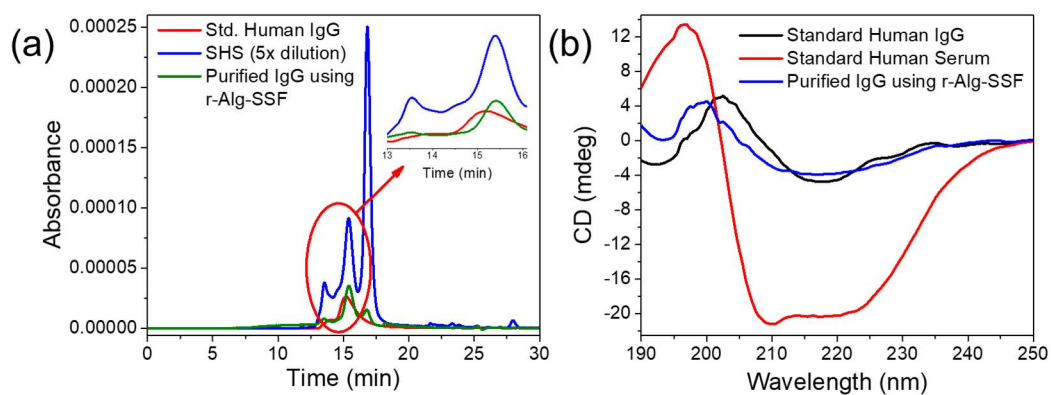 (a)
Absorbance
0.00025
0.00020
0.00015
0.00010
0.00005
0.00000
Std. Human IgG
SHS (5x dilution)
Purified IgG using
r-Alg-SSF
13 14 15 16
Time (min)
0 5 10 15 20 25 30
Time (min)
(b)
CD (mdeg)
12
8
4
0
-4
-8
-12
-16
-20
Standard Human IgG
Standard Human Serum
Purified IgG using r-Alg-SSF
190 200 210 220 230 240 250
Wavelength (nm)